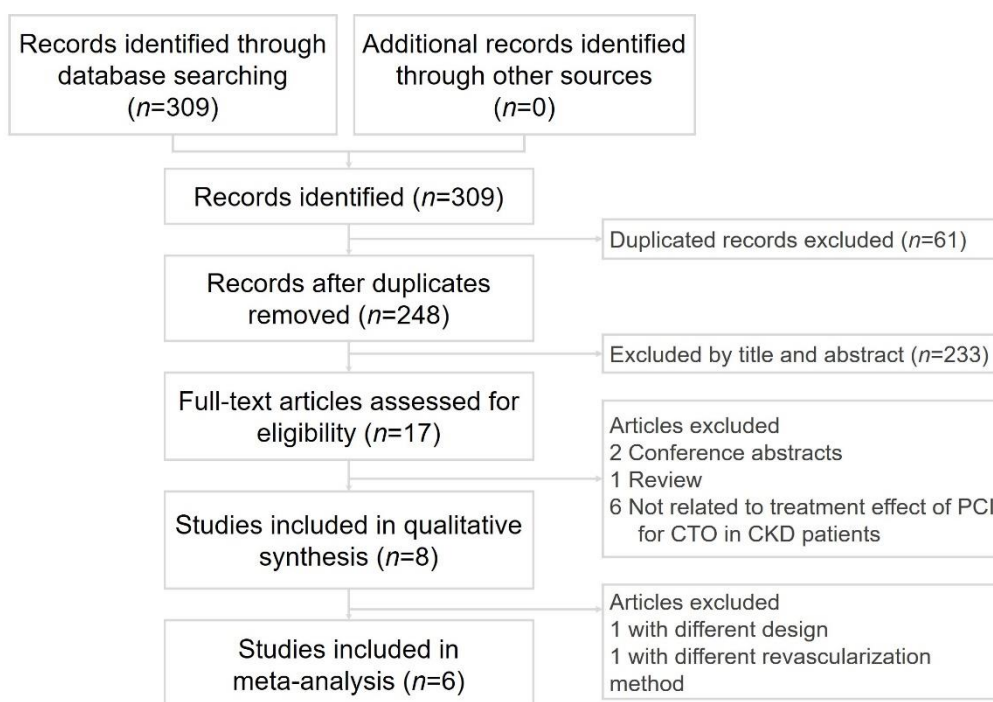 Records identified through
database searching
(n=309)
Additional records identified
through other sources
(n=0)
Records identified (n=309)
Duplicated records excluded (n=61)
Records after duplicates
removed (n=248)
Excluded by title and abstract (n=233)
Full-text articles assessed for
eligibility (n=17)
Articles excluded
2 Conference abstracts
1 Review
6 Not related to treatment effect of PCI
for CTO in CKD patients
Studies included in qualitative
synthesis (n=8)
Articles excluded
1 with different design
1 with different revascularization
method
Studies included in
meta-analysis (n=6)